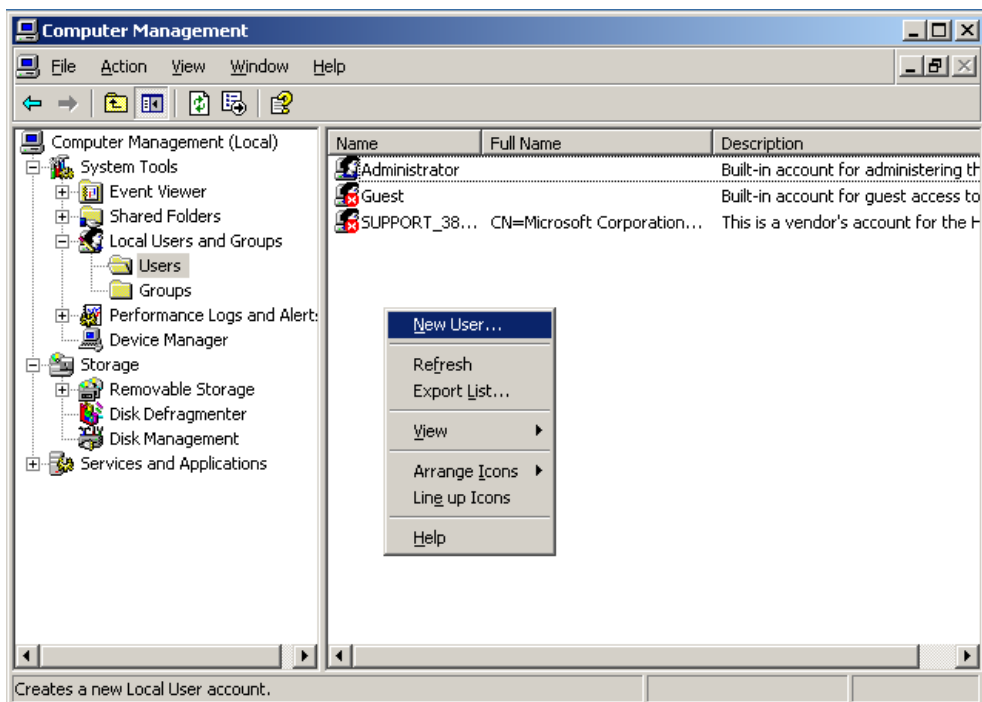 Computer Management
File Action View Window Help
Computer Management (Local)
System Tools
Event Viewer
Shared Folders
Local Users and Groups
Users
Groups
Performance Logs and Alert:
Device Manager
Storage
Removable Storage
Disk Defragmenter
Disk Management
Services and Applications
Name Full Name Description
Administrator Built-in account for administering th
Guest Built-in account for guest access to
SUPPORT_38... CN=Microsoft Corporation... This is a vendor's account for the H
New User...
Refresh
Export List...
View
Arrange Icons
Line up Icons
Help
Creates a new Local User account.